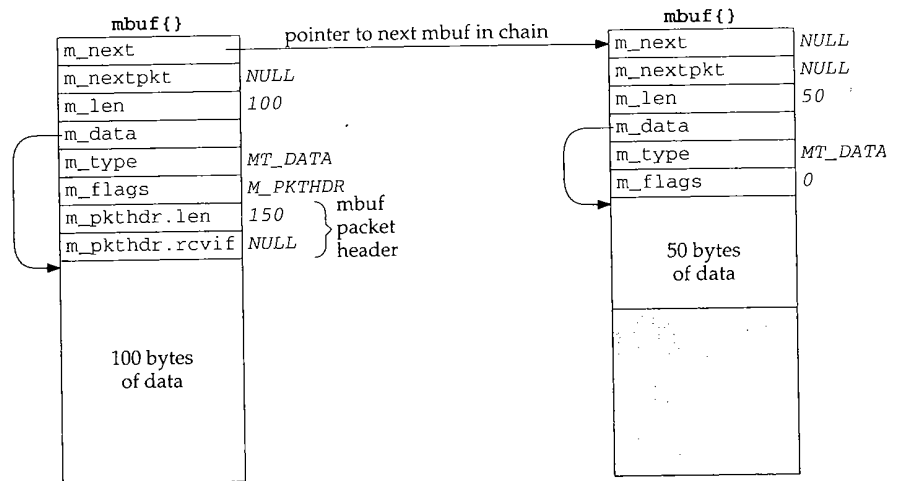 mbuf{}
m_next
pointer to next mbuf in chain
m_nextpkt NULL
m_len 100
m_data
m_type MT_DATA
m_flags M_PKTHDR
m_pkthdr.len 150
m_pkthdr.rcvif NULL
mbuf
packet
header
100 bytes
of data
mbuf{}
m_next NULL
m_nextpkt NULL
m_len 50
m_data
m_type MT_DATA
m_flags 0
50 bytes
of data